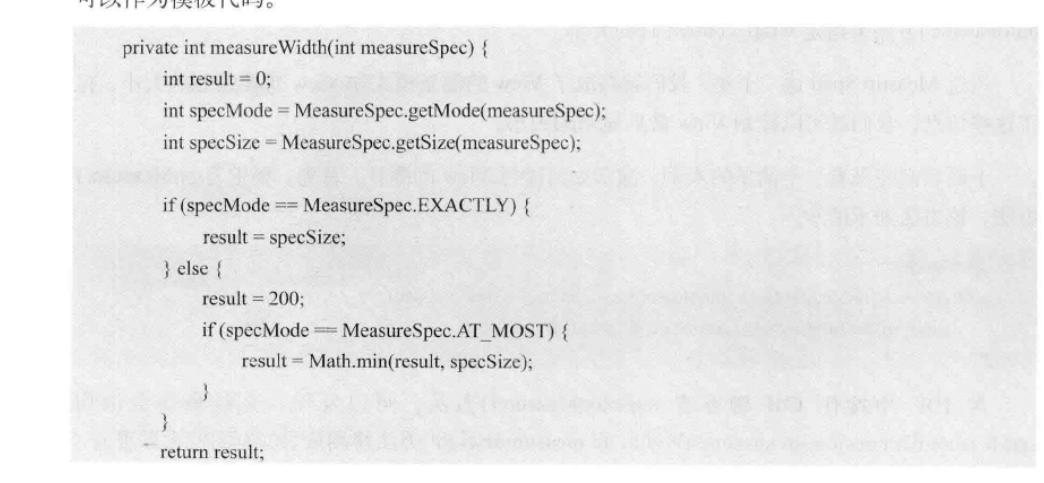 可以作为模板代码。
private int measureWidth(int measureSpec) {
int result = 0;
int specMode = MeasureSpec.getMode(measureSpec);
int specSize = MeasureSpec.getSize(measureSpec);
if (specMode == MeasureSpec.EXACTLY) {
result = specSize;
} else {
result = 200;
if (specMode == MeasureSpec.AT_MOST) {
result = Math.min(result, specSize);
}
}
return result;